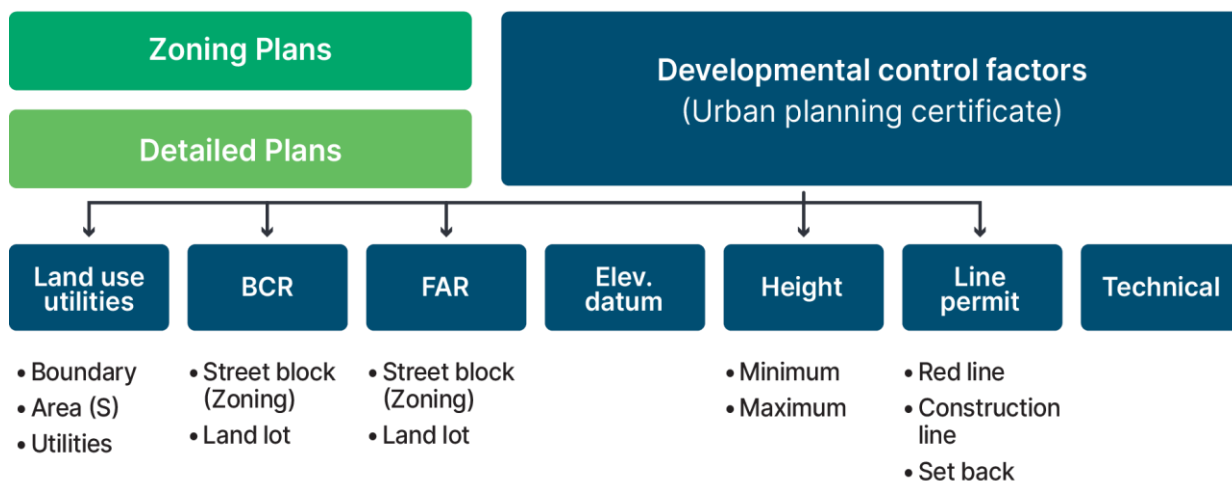 Zoning Plans
Detailed Plans
Developmental control factors
(Urban planning certificate)
Land use
utilities
BCR
FAR
Elev.
datum
Height
Line
permit
Technical
• Boundary
• Area (S)
• Utilities
• Street block
(Zoning)
• Land lot
• Street block
(Zoning)
• Land lot
• Minimum
• Maximum
• Red line
• Construction
line
• Set back